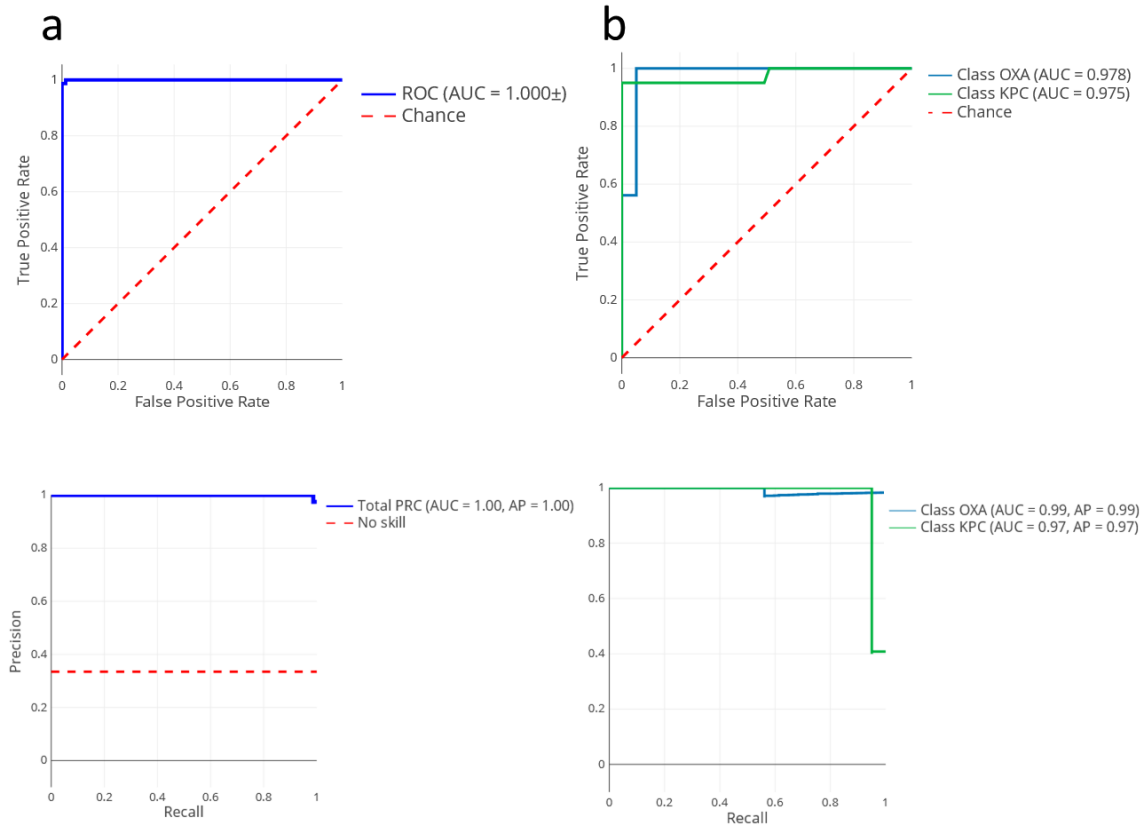 a
1
0.8
0.6
0.4
0.2
0
True Positive Rate
0
0.2
0.4
0.6
0.8
1
False Positive Rate
ROC (AUC = 1.000±)
Chance
b
1
0.8
0.6
0.4
0.2
0
True Positive Rate
0
0.2
0.4
0.6
0.8
1
False Positive Rate
Class OXA (AUC = 0.978)
Class KPC (AUC = 0.975)
Chance
1
0.8
0.6
0.4
0.2
0
Precision
0
0.2
0.4
0.6
0.8
1
Recall
Total PRC (AUC = 1.00, AP = 1.00)
No skill
1
0.8
0.6
0.4
0.2
0
0
0.2
0.4
0.6
0.8
1
Recall
Class OXA (AUC = 0.99, AP = 0.99)
Class KPC (AUC = 0.97, AP = 0.97)